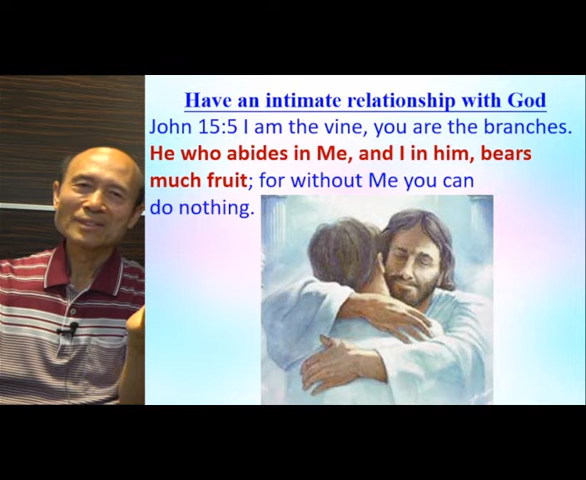 Have an intimate relationship with God
John 15:5 I am the vine, you are the branches.
He who abides in Me, and I in him, bears
much fruit; for without Me you can
do nothing.